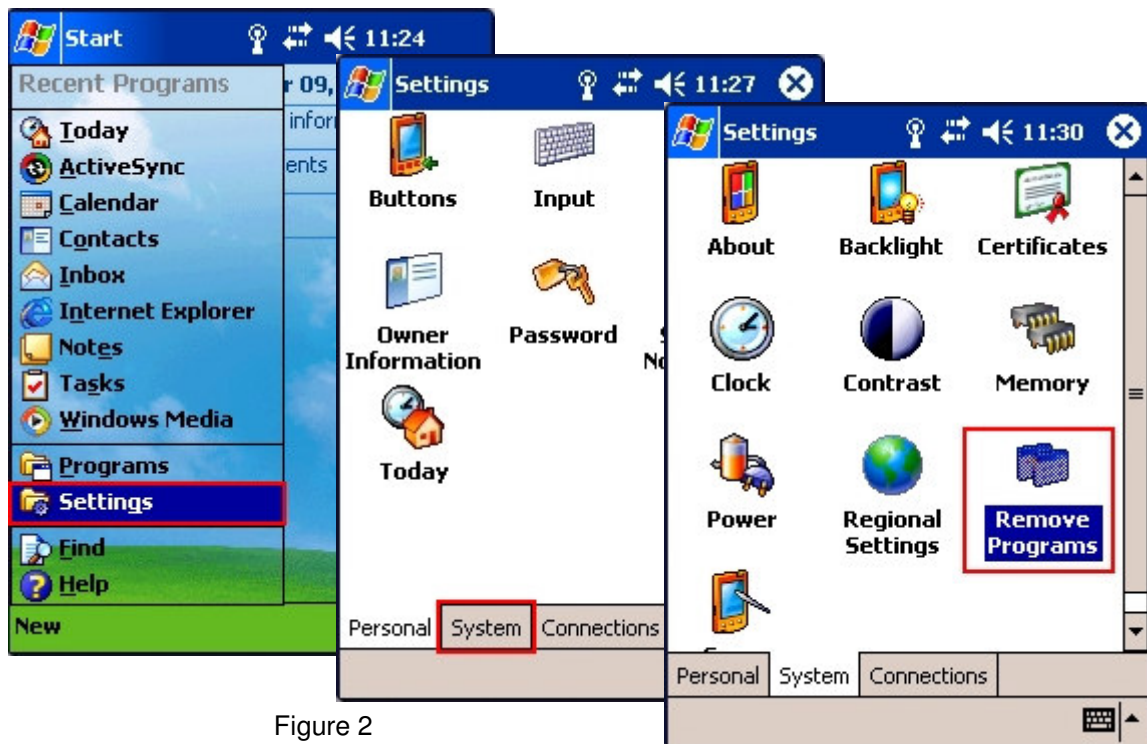 Start 11:24
Recent Programs
Today
ActiveSync
Calendar
Contacts
Inbox
Internet Explorer
Notes
Tasks
Windows Media
Programs
Settings
Find
Help
New
r 09,
infor
ents
Settings 11:27
Buttons Input
Owner
Information
Password
Today
Personal System Connections
Settings 11:30
About Backlight Certificates
Clock Contrast Memory
Power
Regional
Settings
Remove
Programs
Personal System Connections
Figure 2